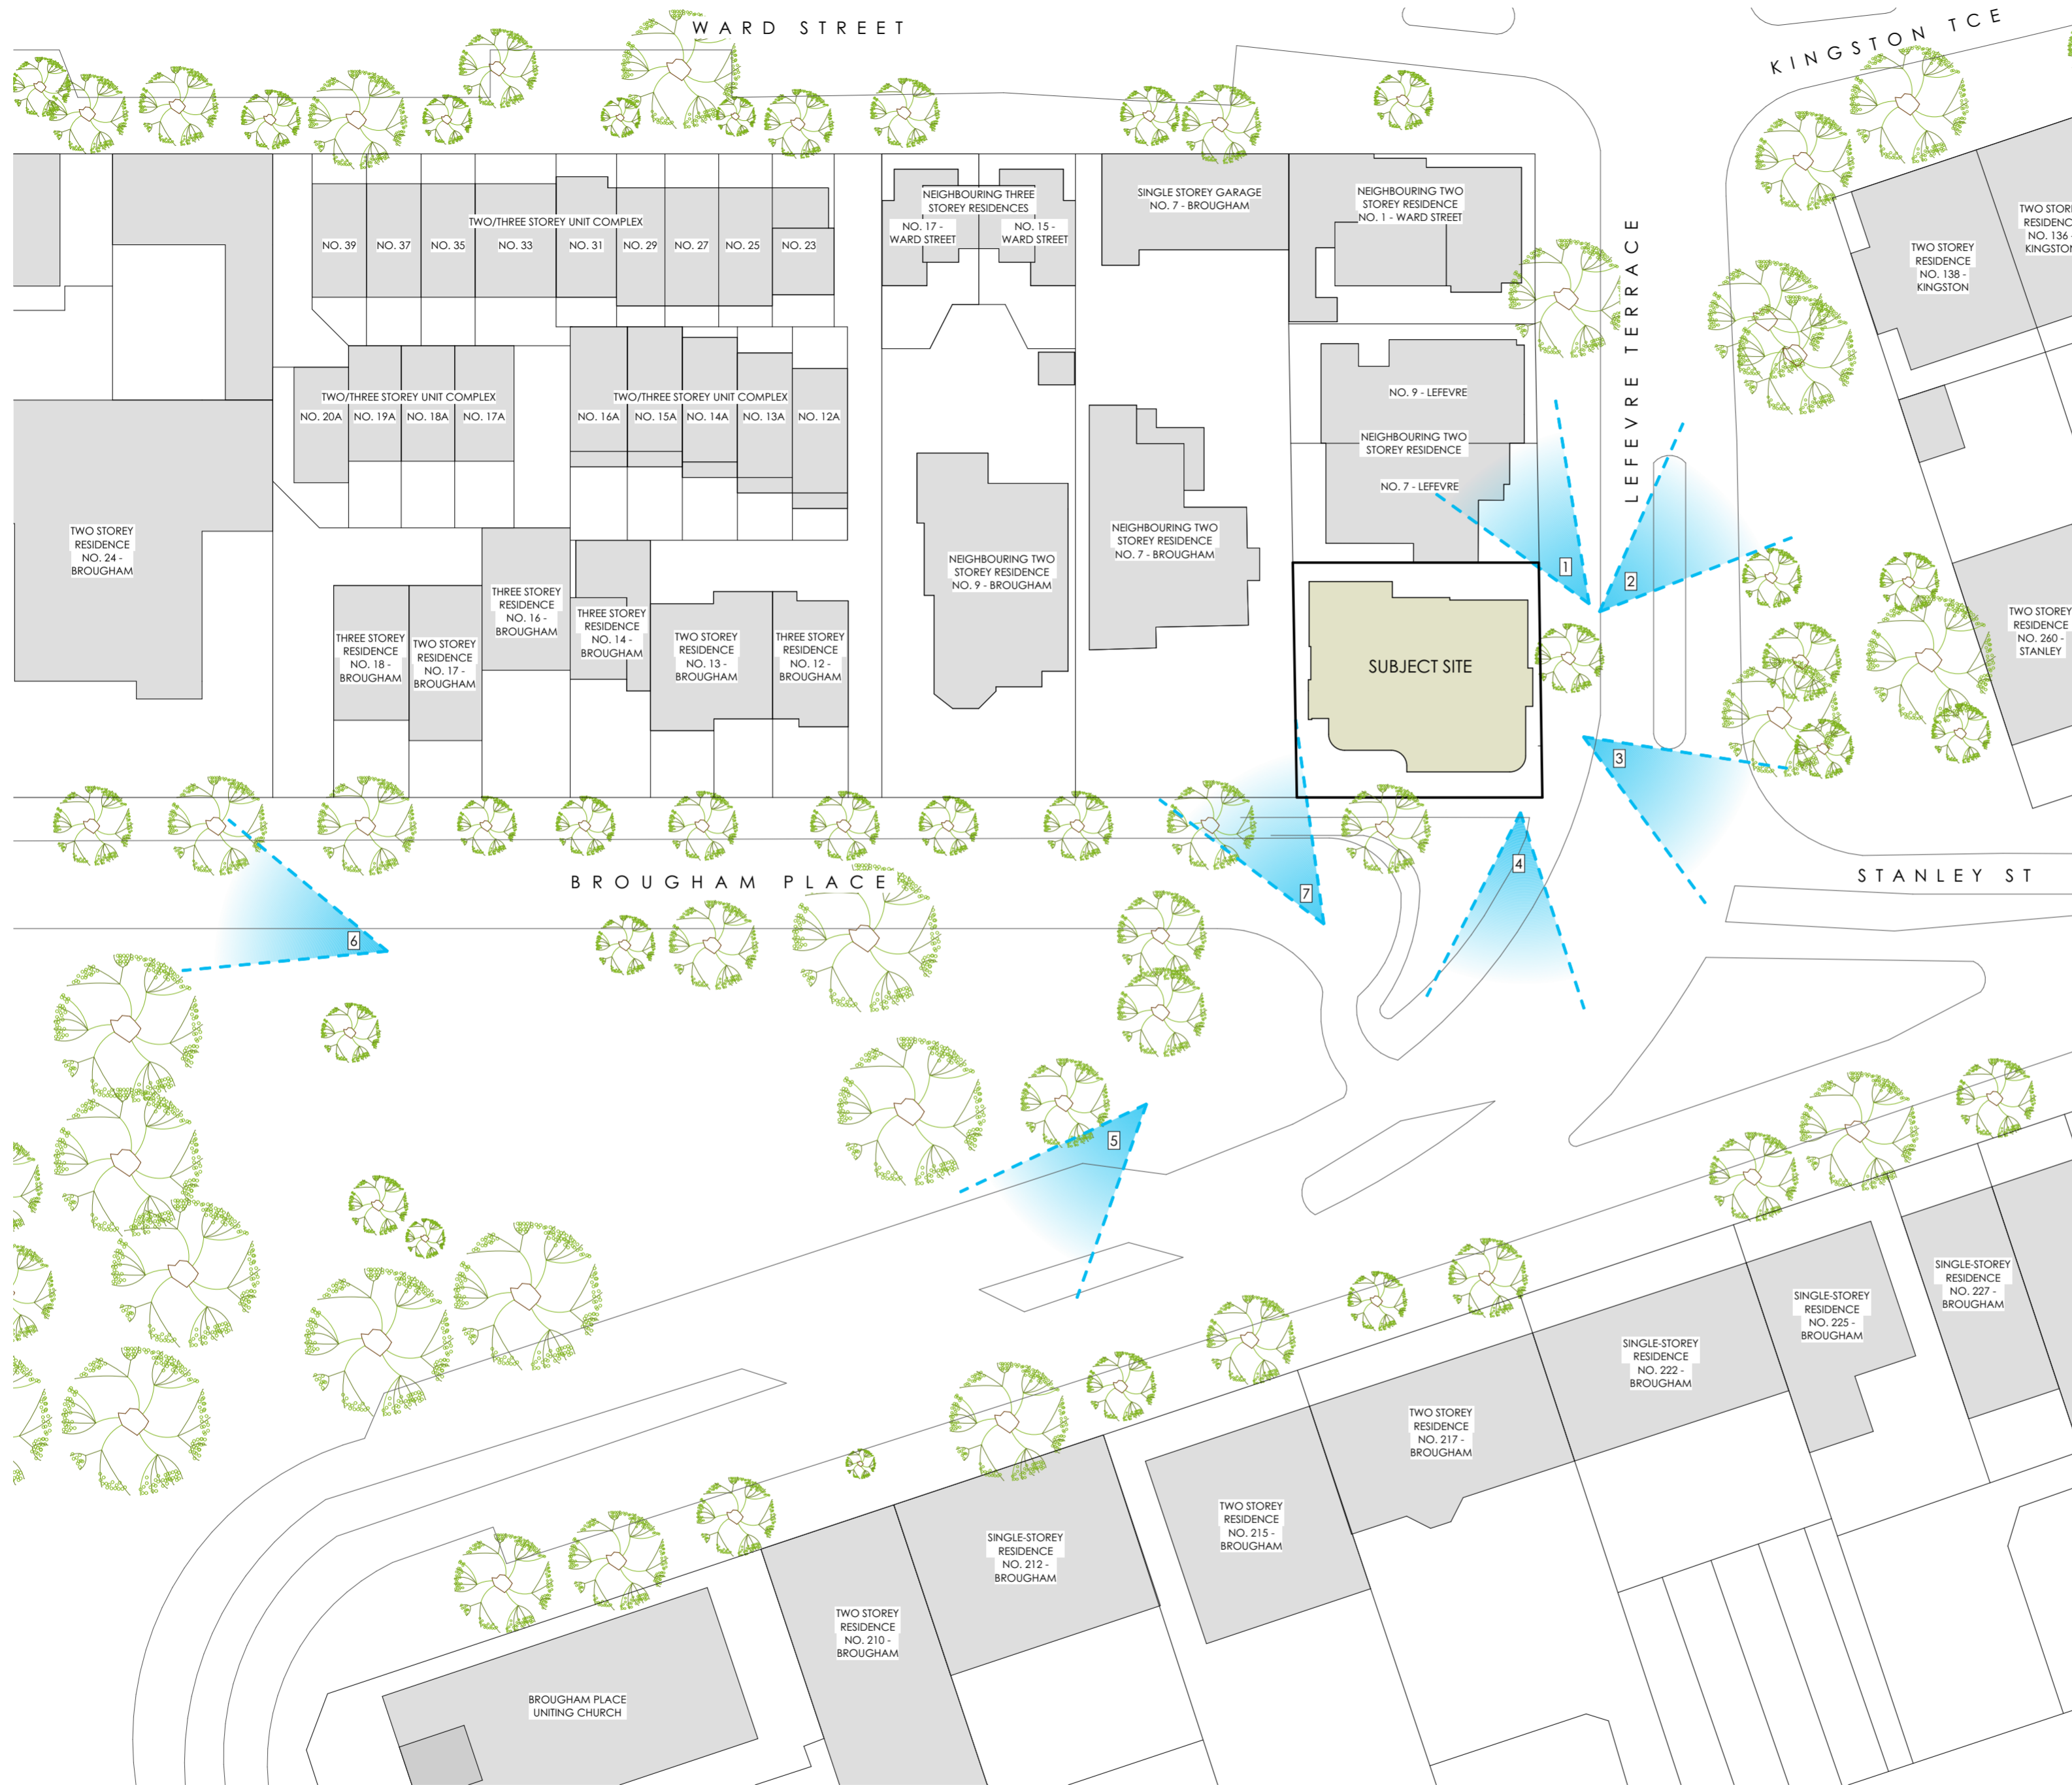 WARD STREET
KINGSTON TCE
LEFEVRE TERRACE
BROUGHAM PLACE
STANLEY ST
TWO/THREE STOREY UNIT COMPLEX
NO. 39
NO. 37
NO. 35
NO. 33
NO. 31
NO. 29
NO. 27
NO. 25
NO. 23
NEIGHBOURING THREE
STOREY RESIDENCES
NO. 17 -
WARD STREET
NO. 15 -
WARD STREET
SINGLE STOREY GARAGE
NO. 7 - BROUGHAM
NEIGHBOURING TWO
STOREY RESIDENCE
NO. 1 - WARD STREET
TWO STOREY
RESIDENCE
NO. 138 -
KINGSTON
NO. 136
TWO/THREE STOREY UNIT COMPLEX
NO. 20A
NO. 19A
NO. 18A
NO. 17A
TWO/THREE STOREY UNIT COMPLEX
NO. 16A
NO. 15A
NO. 14A
NO. 13A
NO. 12A
NO. 9 - LEFEVRE
NEIGHBOURING TWO
STOREY RESIDENCE
NO. 7 - LEFEVRE
TWO STOREY
RESIDENCE
NO. 24 -
BROUGHAM
NEIGHBOURING TWO
STOREY RESIDENCE
NO. 9 - BROUGHAM
NEIGHBOURING TWO
STOREY RESIDENCE
NO. 7 - BROUGHAM
1
2
THREE STOREY
RESIDENCE
NO. 18 -
BROUGHAM
TWO STOREY
RESIDENCE
NO. 17 -
BROUGHAM
THREE STOREY
RESIDENCE
NO. 16 -
BROUGHAM
THREE STOREY
RESIDENCE
NO. 14 -
BROUGHAM
TWO STOREY
RESIDENCE
NO. 13 -
BROUGHAM
THREE STOREY
RESIDENCE
NO. 12 -
BROUGHAM
SUBJECT SITE
TWO STOREY
RESIDENCE
NO. 260 -
STANLEY
3
4
7
6
5
SINGLE-STOREY
RESIDENCE
NO. 227 -
BROUGHAM
SINGLE-STOREY
RESIDENCE
NO. 225 -
BROUGHAM
SINGLE-STOREY
RESIDENCE
NO. 222 -
BROUGHAM
TWO STOREY
RESIDENCE
NO. 217 -
BROUGHAM
TWO STOREY
RESIDENCE
NO. 215 -
BROUGHAM
SINGLE-STOREY
RESIDENCE
NO. 212 -
BROUGHAM
TWO STOREY
RESIDENCE
NO. 210 -
BROUGHAM
BROUGHAM PLACE
UNITING CHURCH